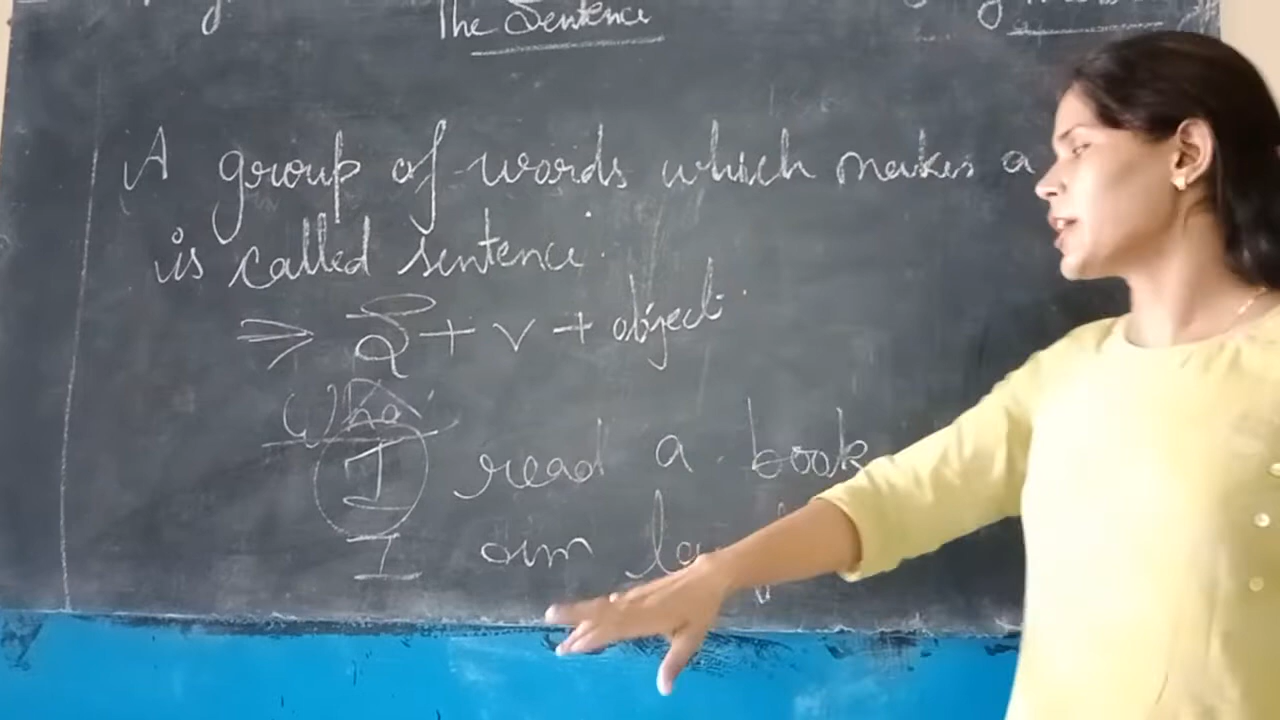 The Sentence
A group of words which makes a
is called sentence.
⇒ S + v + object
Who
I read a book
I am